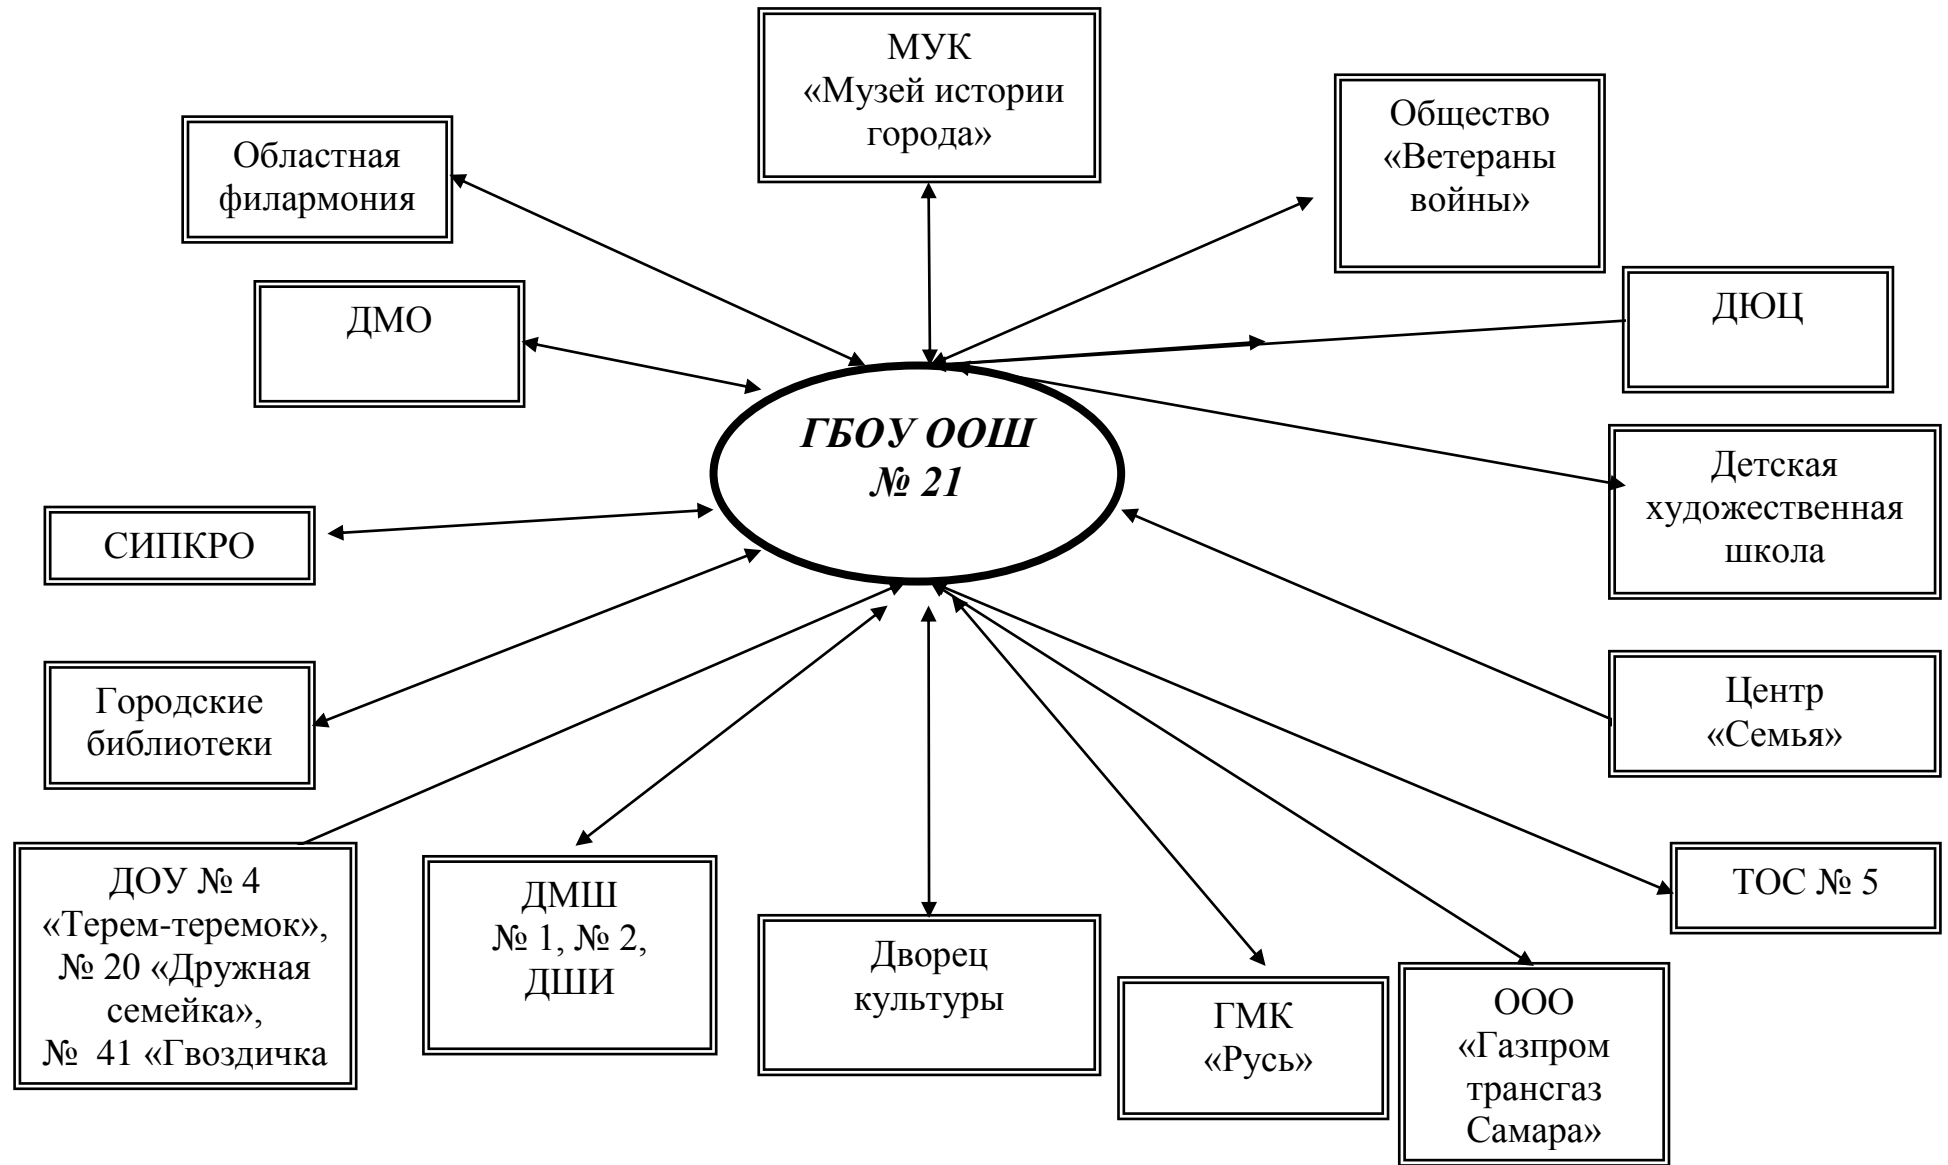 МУК
«Музей истории
города»
Общество
«Ветераны
войны»
Областная
филармония
ДМО
ДЮЦ
ГБОУ ООШ
№ 21
Детская
художественная
школа
СИПКРО
Городские
библиотеки
Центр
«Семья»
ДОУ № 4
«Терем-теремок»,
№ 20 «Дружная
семейка»,
№ 41 «Гвоздичка
ДМШ
№ 1, № 2,
ДШИ
Дворец
культуры
ГМК
«Русь»
ООО
«Газпром
трансгаз
Самара»
ТОС № 5